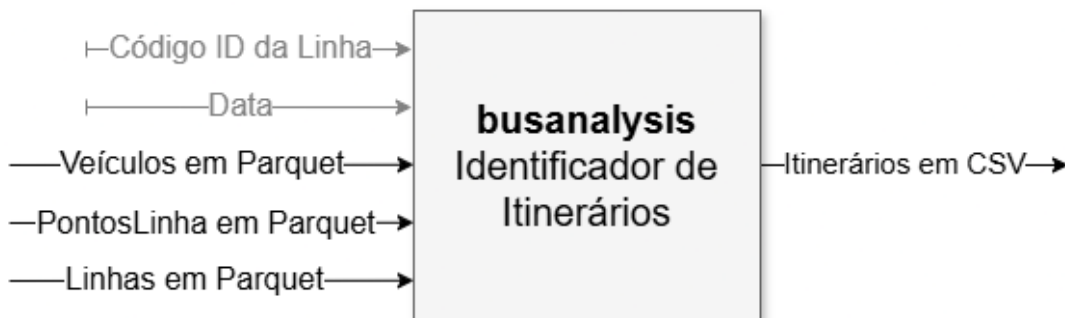 Código ID da Linha
Data
Veículos em Parquet
PontosLinha em Parquet
Linhas em Parquet
busanalysis
Identificador de
Itinerários
Itinerários em CSV